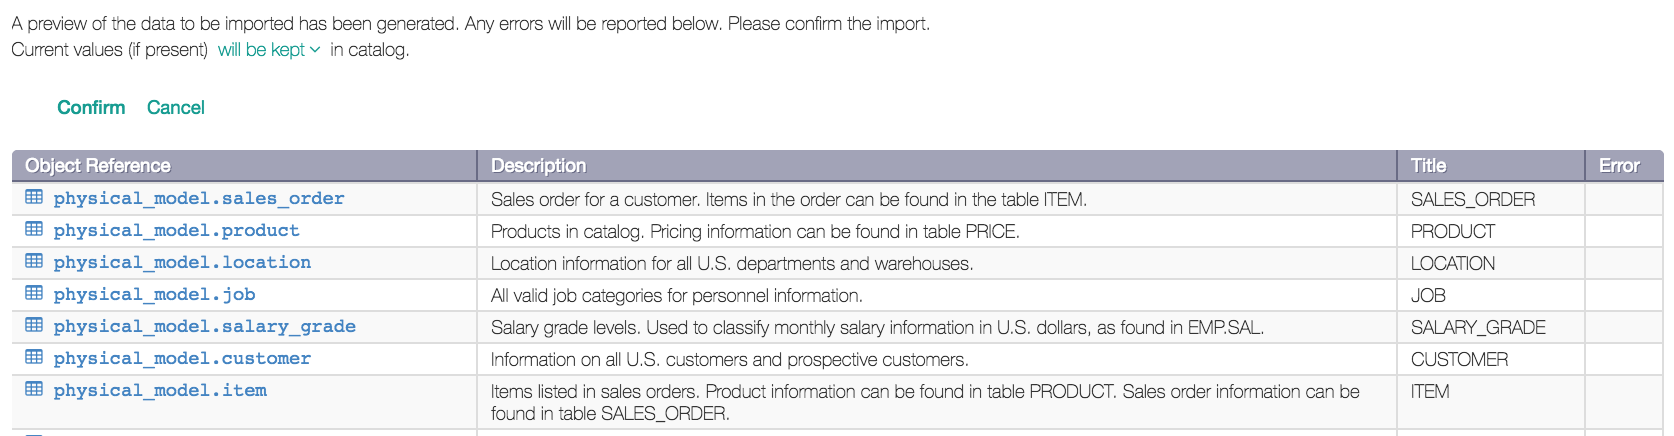 A preview of the data to be imported has been generated. Any errors will be reported below. Please confirm the import.
Current values (if present) will be kept in catalog.
Confirm Cancel
Object Reference Description Title Error
physical_model.sales_order Sales order for a customer. Items in the order can be found in the table ITEM. SALES_ORDER
physical_model.product Products in catalog. Pricing information can be found in table PRICE. PRODUCT
physical_model.location Location information for all U.S. departments and warehouses. LOCATION
physical_model.job All valid job categories for personnel information. JOB
physical_model.salary_grade Salary grade levels. Used to classify monthly salary information in U.S. dollars, as found in EMP.SAL. SALARY_GRADE
physical_model.customer Information on all U.S. customers and prospective customers. CUSTOMER
physical_model.item Items listed in sales orders. Product information can be found in table PRODUCT. Sales order information can be ITEM
found in table SALES_ORDER.